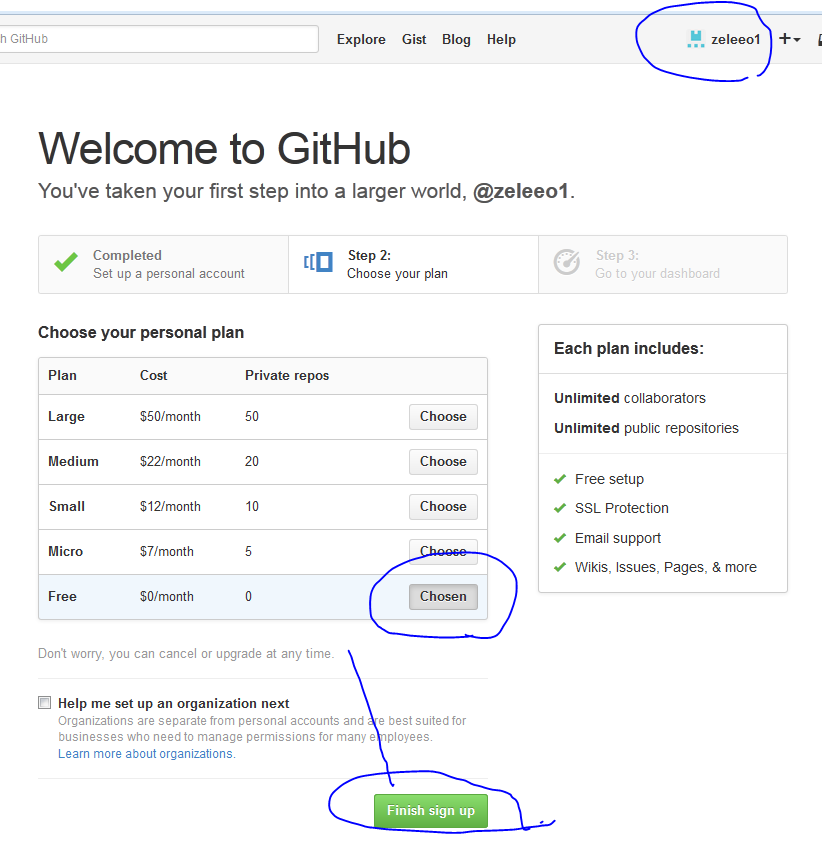 h GitHub Explore Gist Blog Help zeleeo1
Welcome to GitHub
You've taken your first step into a larger world, @zeleeo1.
Completed
Set up a personal account
Step 2:
Choose your plan
Step 3:
Go to your dashboard
Choose your personal plan
Plan Cost Private repos
Large $50/month 50 Choose
Medium $22/month 20 Choose
Small $12/month 10 Choose
Micro $7/month 5 Choose
Free $0/month 0 Chosen
Don't worry, you can cancel or upgrade at any time.
Help me set up an organization next
Organizations are separate from personal accounts and are best suited for
businesses who need to manage permissions for many employees.
Learn more about organizations.
Finish sign up
Each plan includes:
Unlimited collaborators
Unlimited public repositories
Free setup
SSL Protection
Email support
Wikis, Issues, Pages, & more